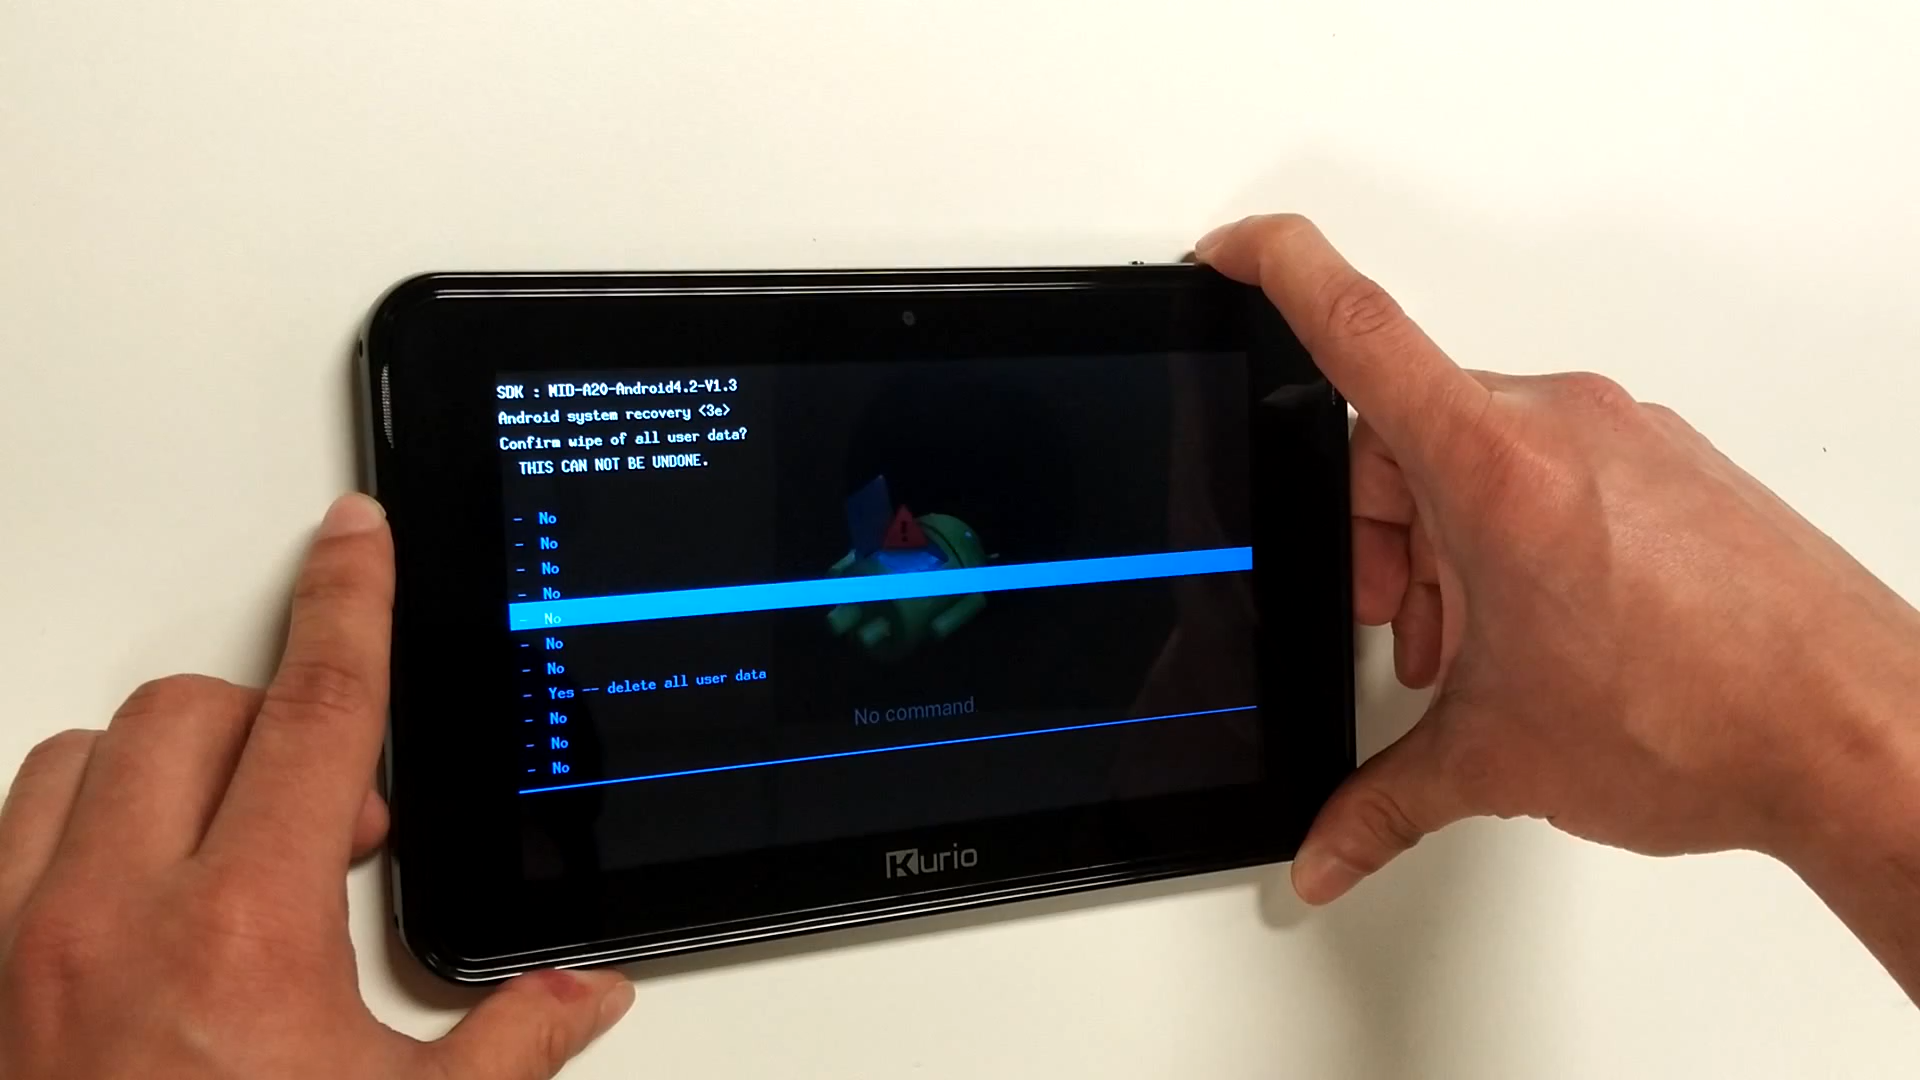 SDK : MID-A20-Android4.2-V1.3
Android system recovery <3e>
Confirm wipe of all user data?
THIS CAN NOT BE UNDONE.
- No
- No
- No
- No
- No
- No
- No
- Yes -- delete all user data
- No
- No
- No
No command.
Kurio